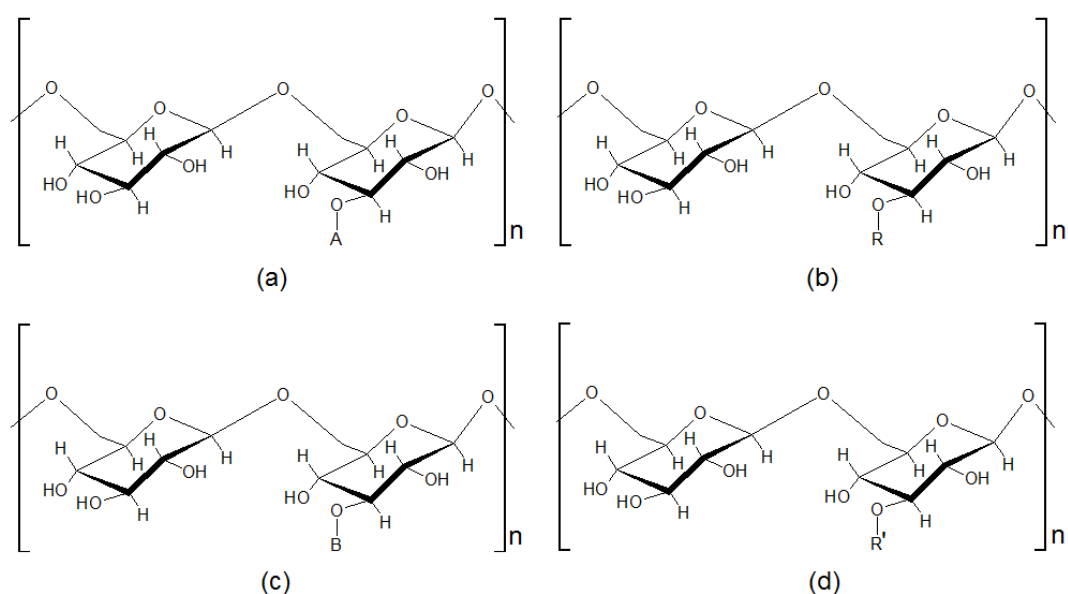 O O O
O O
H H H H
H H H H
OH OH
HO HO
HO O
H H
A n
(a)
O O O
O O
H H H H
H H H H
OH OH
HO HO
HO O
H H
R n
(b)
O O O
O O
H H H H
H H H H
OH OH
HO HO
HO O
H H
B n
(c)
O O O
O O
H H H H
H H H H
OH OH
HO HO
HO O
H H
R' n
(d)